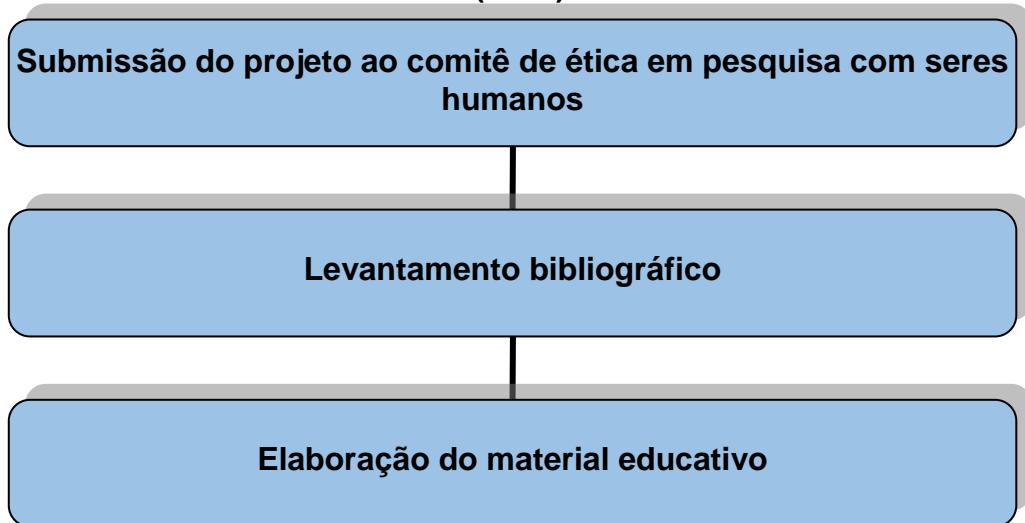 Submissão do projeto ao comitê de ética em pesquisa com seres
humanos
Levantamento bibliográfico
Elaboração do material educativo